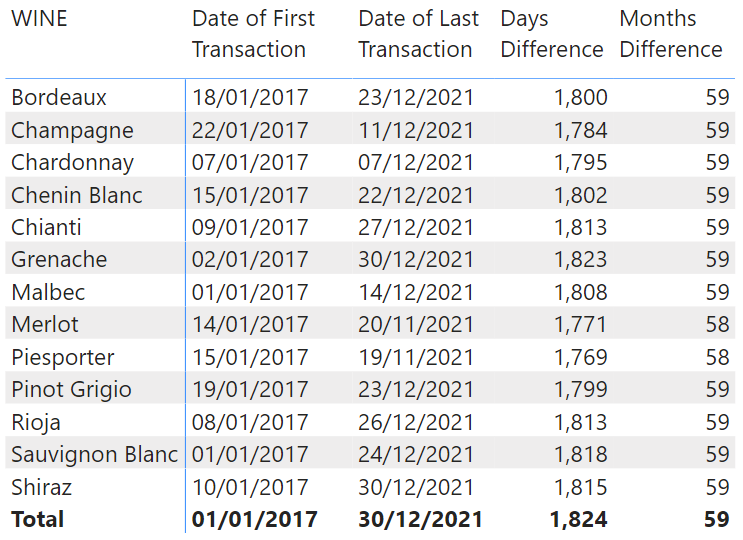 WINE Date of First Transaction Date of Last Transaction Days Difference Months Difference
Bordeaux 18/01/2017 23/12/2021 1,800 59
Champagne 22/01/2017 11/12/2021 1,784 59
Chardonnay 07/01/2017 07/12/2021 1,795 59
Chenin Blanc 15/01/2017 22/12/2021 1,802 59
Chianti 09/01/2017 27/12/2021 1,813 59
Grenache 02/01/2017 30/12/2021 1,823 59
Malbec 01/01/2017 14/12/2021 1,808 59
Merlot 14/01/2017 20/11/2021 1,771 58
Piesporter 15/01/2017 19/11/2021 1,769 58
Pinot Grigio 19/01/2017 23/12/2021 1,799 59
Rioja 08/01/2017 26/12/2021 1,813 59
Sauvignon Blanc 01/01/2017 24/12/2021 1,818 59
Shiraz 10/01/2017 30/12/2021 1,815 59
Total 01/01/2017 30/12/2021 1,824 59